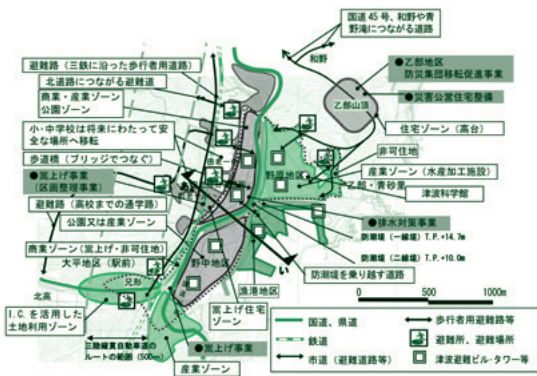 国道45号、和野や青
野滝につながる道路
和野
避難路（三鉄に沿った歩行者用道路）
北道路につながる避難道
商業・産業ゾーン
公園ゾーン
小・中学校は将来にわたって安
全な場所へ移転
歩道橋（ブリッジでつなぐ）
●嵩上げ事業
（区画整理事業）
避難路（高校までの通学路）
公園又は産業ゾーン
商業ゾーン（嵩上げ・非可住地）
大平地区（駅前）
北高
I.C.を活用した
土地利用ゾーン
三陸縦貫自動車道の
ルートの範囲（500m）
●乙部地区
防災集団移転促進事業
●災害公営住宅整備
乙部山頂
住宅ゾーン（高台）
非可住地
野原地区
産業ゾーン（水産加工施設）
乙部・青砂里
津波科学館
●排水対策事業
防潮堤（一線堤）T.P.+14.7m
防潮堤（二線堤）T.P.+10.0m
防潮堤を乗り越す道路
野中地区
漁港地区
嵩上げ住宅
ゾーン
●嵩上げ事業
産業ゾーン
0 500 1000m
国道、県道
鉄道
市道（避難道路等）
歩行者用避難路等
避難所、避難場所
津波避難ビル・タワー等